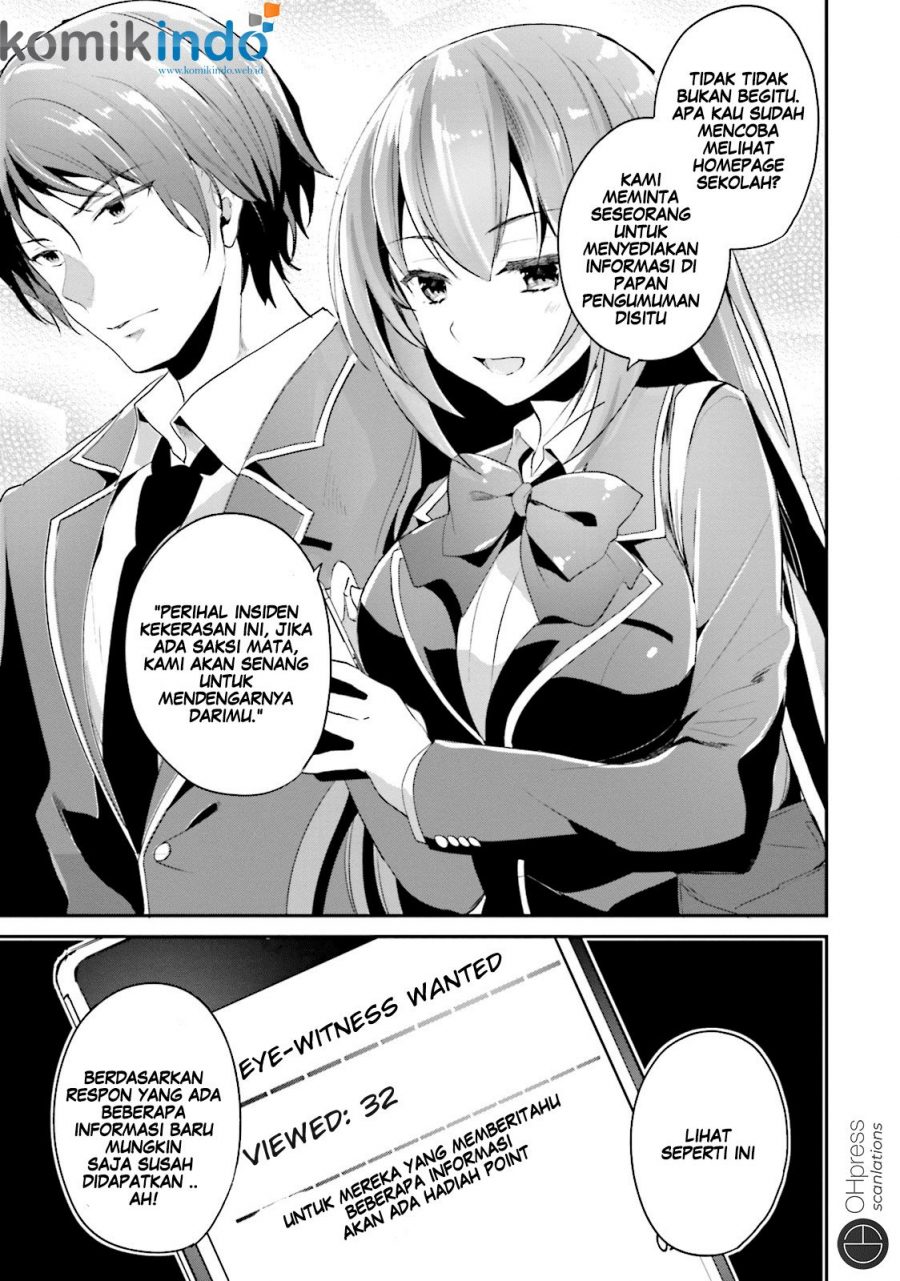 komikindo
www.komikindo.web.id
TIDAK TIDAK
BUKAN BEGITU.
APA KAU SUDAH
MENCOBA
MELIHAT
HOMEPAGE
SEKOLAH?
KAMI
MEMINTA
SESEORANG
UNTUK
MENYEDIAKAN
INFORMASI DI
PAPAN
PENGUMUMAN
DISITU
"PERIHAL INSIDEN
KEKERASAN INI, JIKA
ADA SAKSI MATA,
KAMI AKAN SENANG
UNTUK
MENDENGARNYA
DARIMU."
LIHAT
SEPERTI INI
EYE-WITNESS WANTED
VIEWED: 32
UNTUK MEREKA YANG MEMBERITAHU
BEBERAPA INFORMASI
AKAN ADA HADIAH POINT
BERDASARKAN
RESPON YANG ADA
BEBERAPA
INFORMASI BARU
MUNGKIN
SAJA SUSAH
DIDAPATKAN ..
AH!
OHpress
scanlations